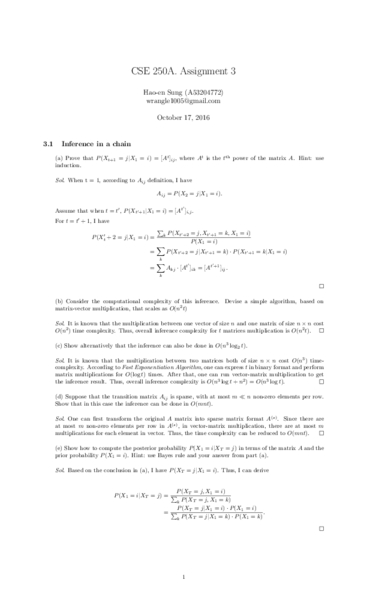 CSE 250A. Assignment 3
Hao-en Sung (A53204772)
wrangle1005@gmail.com
October 17, 2016
3.1 Inference in a chain
(a) Prove that P(X_{t+1} = j|X_1 = i) = [A^t]_{ij}, where A^t is the t^{th} power of the matrix A. Hint: use
induction.
Sol. When t = 1, according to A_{ij} definition, I have
A_{ij} = P(X_2 = j|X_1 = i).
Assume that when t = t', P(X_{t'+1}|X_1 = i) = [A^{t'}]_{ij}.
For t = t' + 1, I have
P(X'_t + 2 = j|X_1 = i) = \frac{∑_k P(X_{t'+2} = j, X_{t'+1} = k, X_1 = i)}{P(X_1 = i)}
= ∑_k P(X_{t'+2} = j|X_{t'+1} = k) · P(X_{t'+1} = k|X_1 = i)
= ∑_k A_{kj} · [A^{t'}]_{ik} = [A^{t'+1}]_{ij}.
□
(b) Consider the computational complexity of this inference. Devise a simple algorithm, based on
matrix-vector multiplication, that scales as O(n^2 t)
Sol. It is known that the multiplication between one vector of size n and one matrix of size n × n cost
O(n^2) time complexity. Thus, overall inference complexity for t matrices multiplication is O(n^2 t). □
(c) Show alternatively that the inference can also be done in O(n^3 log_2 t).
Sol. It is known that the multiplication between two matrices both of size n × n cost O(n^3) time-
complexity. According to Fast Exponentiation Algorithm, one can express t in binary format and perform
matrix multiplications for O(log t) times. After that, one can run vector-matrix multiplication to get
the inference result. Thus, overall inference complexity is O(n^3 log t + n^2) = O(n^3 log t). □
(d) Suppose that the transition matrix A_{ij} is sparse, with at most m ≪ n non-zero elements per row.
Show that in this case the inference can be done in O(mnt).
Sol. One can first transform the original A matrix into sparse matrix format A^{(s)}. Since there are
at most m non-zero elements per row in A^{(s)}, in vector-matrix multiplication, there are at most m
multiplications for each element in vector. Thus, the time complexity can be reduced to O(mnt). □
(e) Show how to compute the posterior probability P(X_1 = i|X_T = j) in terms of the matrix A and the
prior probability P(X_1 = i). Hint: use Bayes rule and your answer from part (a).
Sol. Based on the conclusion in (a), I have P(X_T = j|X_1 = i). Thus, I can derive
P(X_1 = i|X_T = j) = \frac{P(X_T = j, X_1 = i)}{∑_k P(X_T = j, X_1 = k)}
= \frac{P(X_T = j|X_1 = i) · P(X_1 = i)}{∑_k P(X_T = j|X_1 = k) · P(X_1 = k)}.
□
1